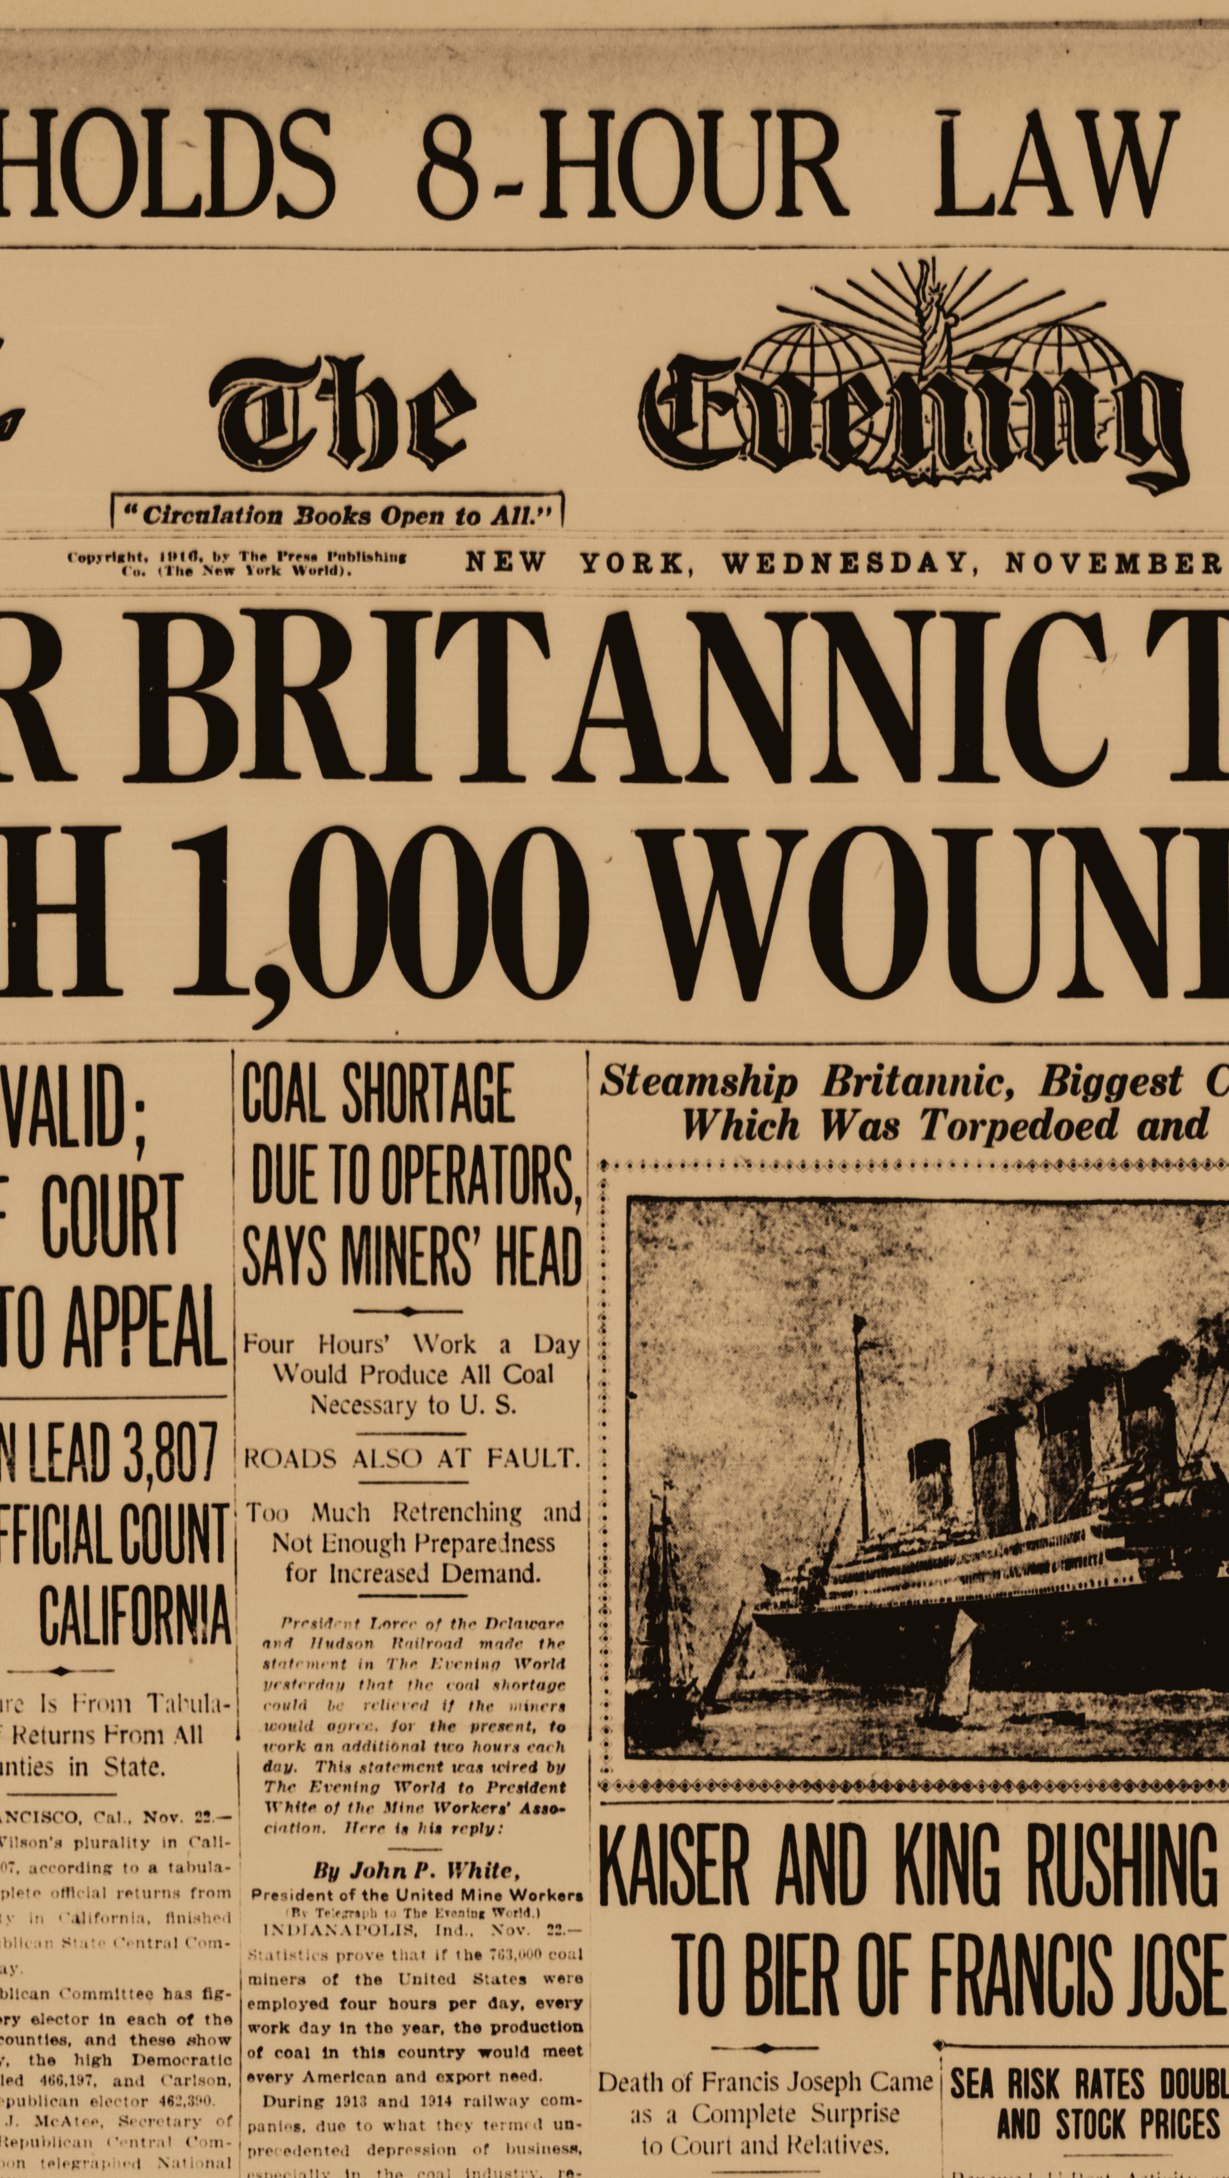 HOLDS 8-HOUR LAW
The Evening
"Circulation Books Open to All."
Copyright, 1916, by The Press Publishing
Co. (The New York World).
NEW YORK, WEDNESDAY, NOVEMBER
R BRITANNIC T
H 1,000 WOUN
VALID;
F COURT
TO APPEAL
N LEAD 3,807
FFICIAL COUNT
CALIFORNIA
ure Is From Tabula-
f Returns From All
unties in State.
ANCISCO, Cal., Nov. 22.—
Wilson's plurality in Cali-
07, according to a tabula-
plete official returns from
ty in California, finished
ublican State Central Com-
ay.
blican Committee has fig-
ery elector in each of the
counties, and these show
y, the high Democratic
led 466,197, and Carlson,
epublican elector 462,390.
J. McAtee, Secretary of
Republican Central Com-
oon telegraphed National
COAL SHORTAGE
DUE TO OPERATORS,
SAYS MINERS' HEAD
Four Hours' Work a Day
Would Produce All Coal
Necessary to U. S.
ROADS ALSO AT FAULT.
Too Much Retrenching and
Not Enough Preparedness
for Increased Demand.
President Loree of the Delaware
and Hudson Railroad made the
statement in The Evening World
yesterday that the coal shortage
could be relieved if the miners
would agree, for the present, to
work an additional two hours each
day. This statement was wired by
The Evening World to President
White of the Mine Workers' Asso-
ciation. Here is his reply:
By John P. White,
President of the United Mine Workers
(By Telegraph to The Evening World.)
INDIANAPOLIS, Ind., Nov. 22.—
Statistics prove that if the 763,000 coal
miners of the United States were
employed four hours per day, every
work day in the year, the production
of coal in this country would meet
every American and export need.
During 1913 and 1914 railway com-
panies, due to what they termed un-
precedented depression of business,
especially in the coal industry, re-
Steamship Britannic, Biggest C
Which Was Torpedoed and
KAISER AND KING RUSHING
TO BIER OF FRANCIS JOSE
Death of Francis Joseph Came
as a Complete Surprise
to Court and Relatives.
SEA RISK RATES DOUBL
AND STOCK PRICES